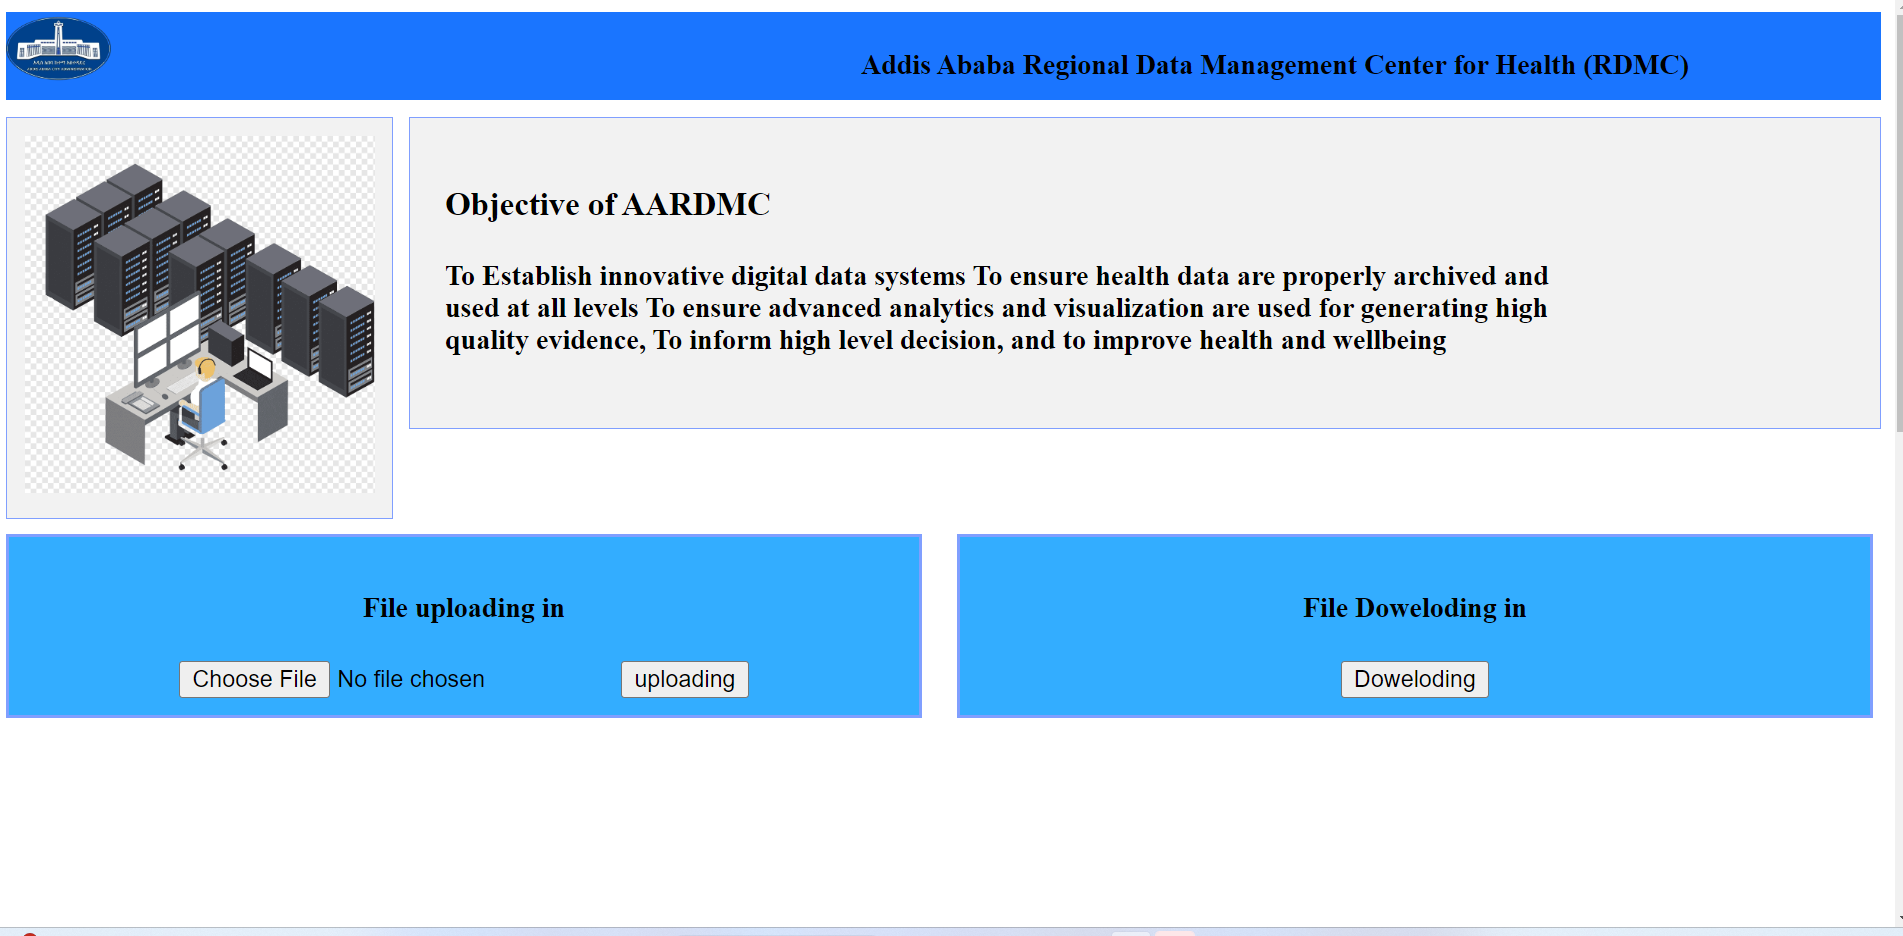 Addis Ababa Regional Data Management Center for Health (RDMC)
Objective of AARDMC
To Establish innovative digital data systems To ensure health data are properly archived and
used at all levels To ensure advanced analytics and visualization are used for generating high
quality evidence, To inform high level decision, and to improve health and wellbeing
File uploading in
Choose File No file chosen uploading
File Doweloding in
Doweloding